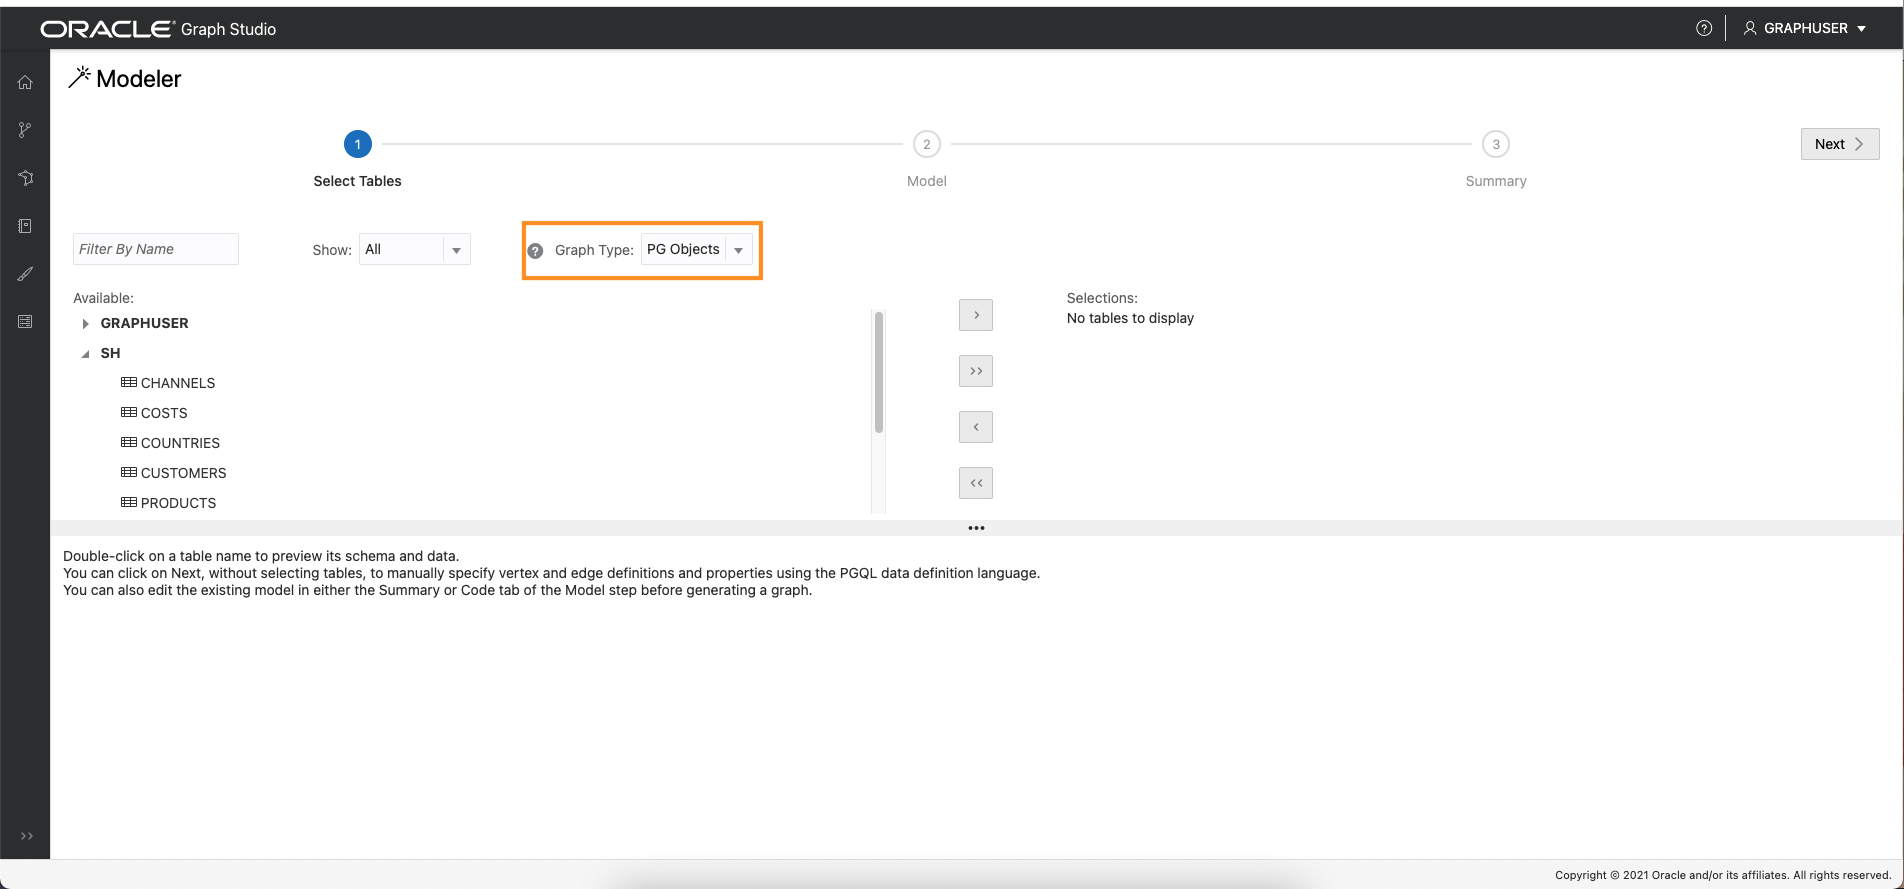 ORACLE® Graph Studio
GRAPHUSER
Modeler
1
2
3
Next
Select Tables
Model
Summary
Filter By Name
Show: All
? Graph Type: PG Objects
Available:
GRAPHUSER
SH
CHANNELS
COSTS
COUNTRIES
CUSTOMERS
PRODUCTS
>
>>
<
<<
Selections:
No tables to display
Double-click on a table name to preview its schema and data.
You can click on Next, without selecting tables, to manually specify vertex and edge definitions and properties using the PGQL data definition language.
You can also edit the existing model in either the Summary or Code tab of the Model step before generating a graph.
Copyright © 2021 Oracle and/or its affiliates. All rights reserved.